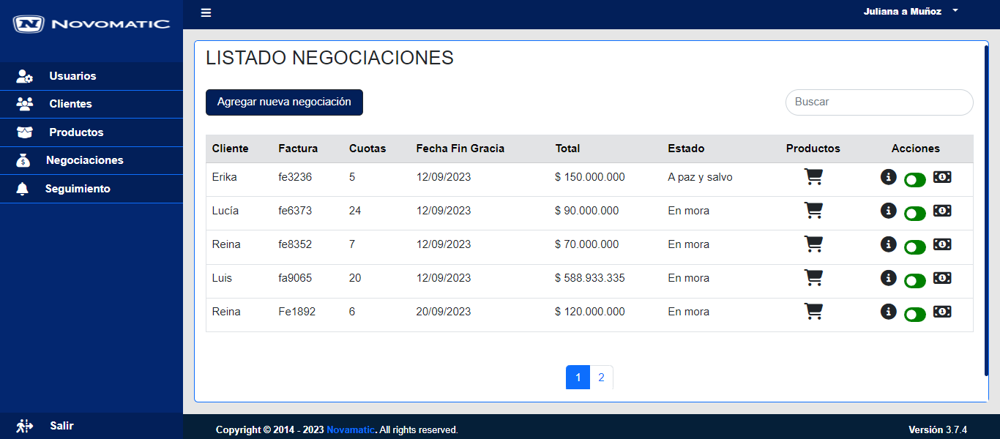 NOVOMATIC
Juliana a Muñoz
Usuarios
Clientes
Productos
Negociaciones
Seguimiento
Salir
LISTADO NEGOCIACIONES
Agregar nueva negociación
Buscar
Cliente Factura Cuotas Fecha Fin Gracia Total Estado Productos Acciones
Erika fe3236 5 12/09/2023 $ 150.000.000 A paz y salvo
Lucía fe6373 24 12/09/2023 $ 90.000.000 En mora
Reina fe8352 7 12/09/2023 $ 70.000.000 En mora
Luis fa9065 20 12/09/2023 $ 588.933.335 En mora
Reina Fe1892 6 20/09/2023 $ 120.000.000 En mora
1 2
Copyright © 2014 - 2023 Novamatic. All rights reserved.
Versión 3.7.4